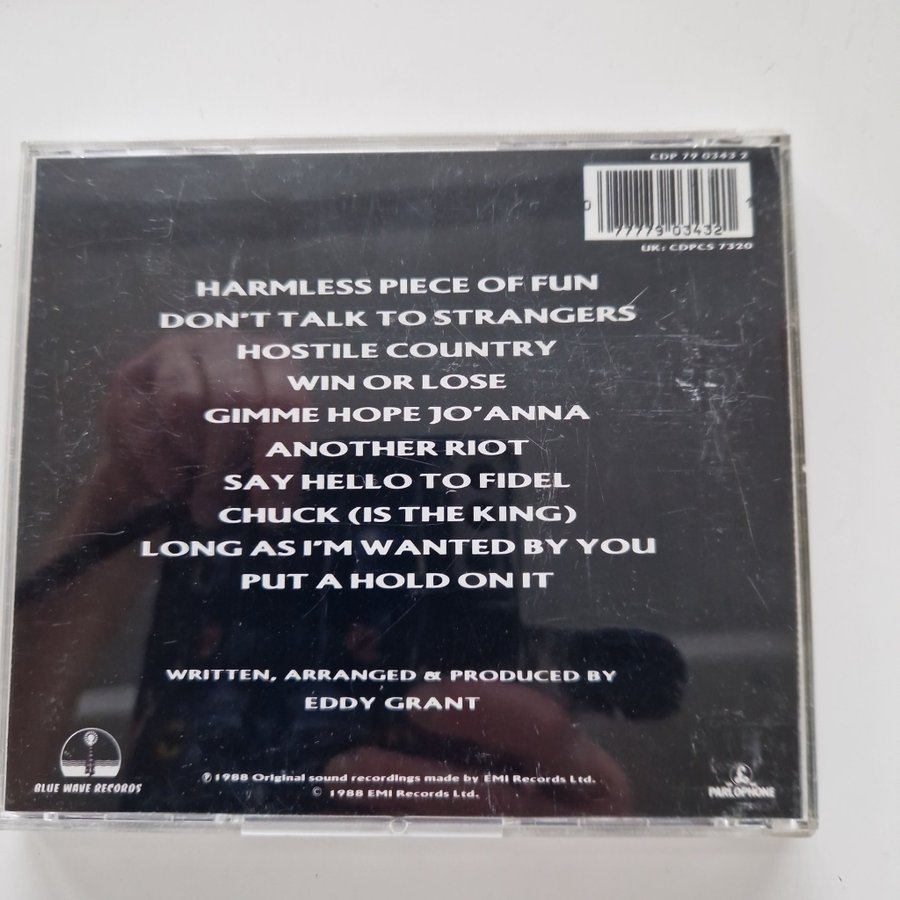 CDP 79 0343 2
0 77779 03432 1
UK: CDPCS 7320
HARMLESS PIECE OF FUN
DON'T TALK TO STRANGERS
HOSTILE COUNTRY
WIN OR LOSE
GIMME HOPE JO'ANNA
ANOTHER RIOT
SAY HELLO TO FIDEL
CHUCK (IS THE KING)
LONG AS I'M WANTED BY YOU
PUT A HOLD ON IT
WRITTEN, ARRANGED & PRODUCED BY
EDDY GRANT
℗ 1988 Original sound recordings made by EMI Records Ltd.
© 1988 EMI Records Ltd.
BLUE WAVE RECORDS
PARLOPHONE